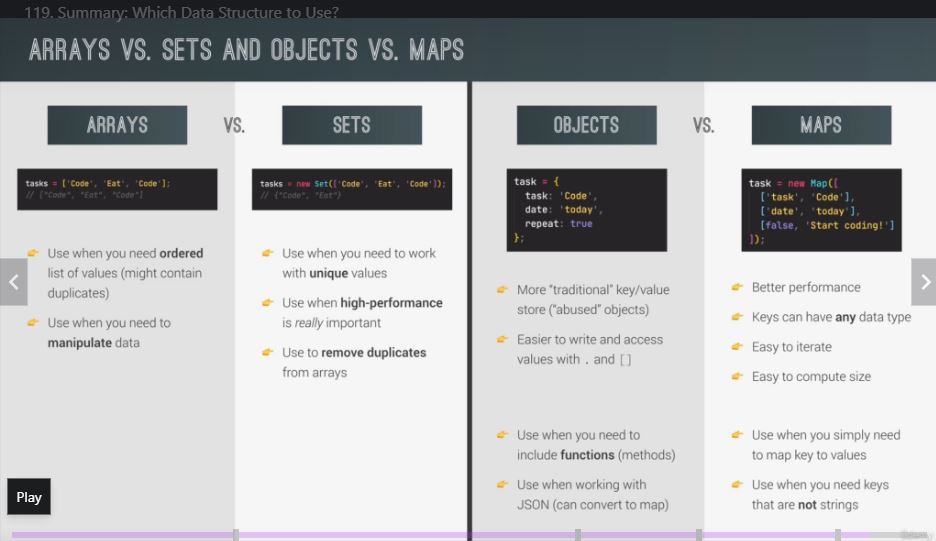 119. Summary: Which Data Structure to Use?
ARRAYS VS. SETS AND OBJECTS VS. MAPS
ARRAYS
VS.
SETS
tasks = ['Code', 'Eat', 'Code'];
// ["Code", "Eat", "Code"]
tasks = new Set(['Code', 'Eat', 'Code']);
// {"Code", "Eat"}
Use when you need ordered
list of values (might contain
duplicates)
Use when you need to
manipulate data
Use when you need to work
with unique values
Use when high-performance
is really important
Use to remove duplicates
from arrays
OBJECTS
VS.
MAPS
task = {
task: 'Code',
date: 'today',
repeat: true
};
task = new Map([
['task', 'Code'],
['date', 'today'],
[false, 'Start coding!']
]);
More “traditional” key/value
store (“abused” objects)
Easier to write and access
values with . and []
Use when you need to
include functions (methods)
Use when working with
JSON (can convert to map)
Better performance
Keys can have any data type
Easy to iterate
Easy to compute size
Use when you simply need
to map key to values
Use when you need keys
that are not strings
Play